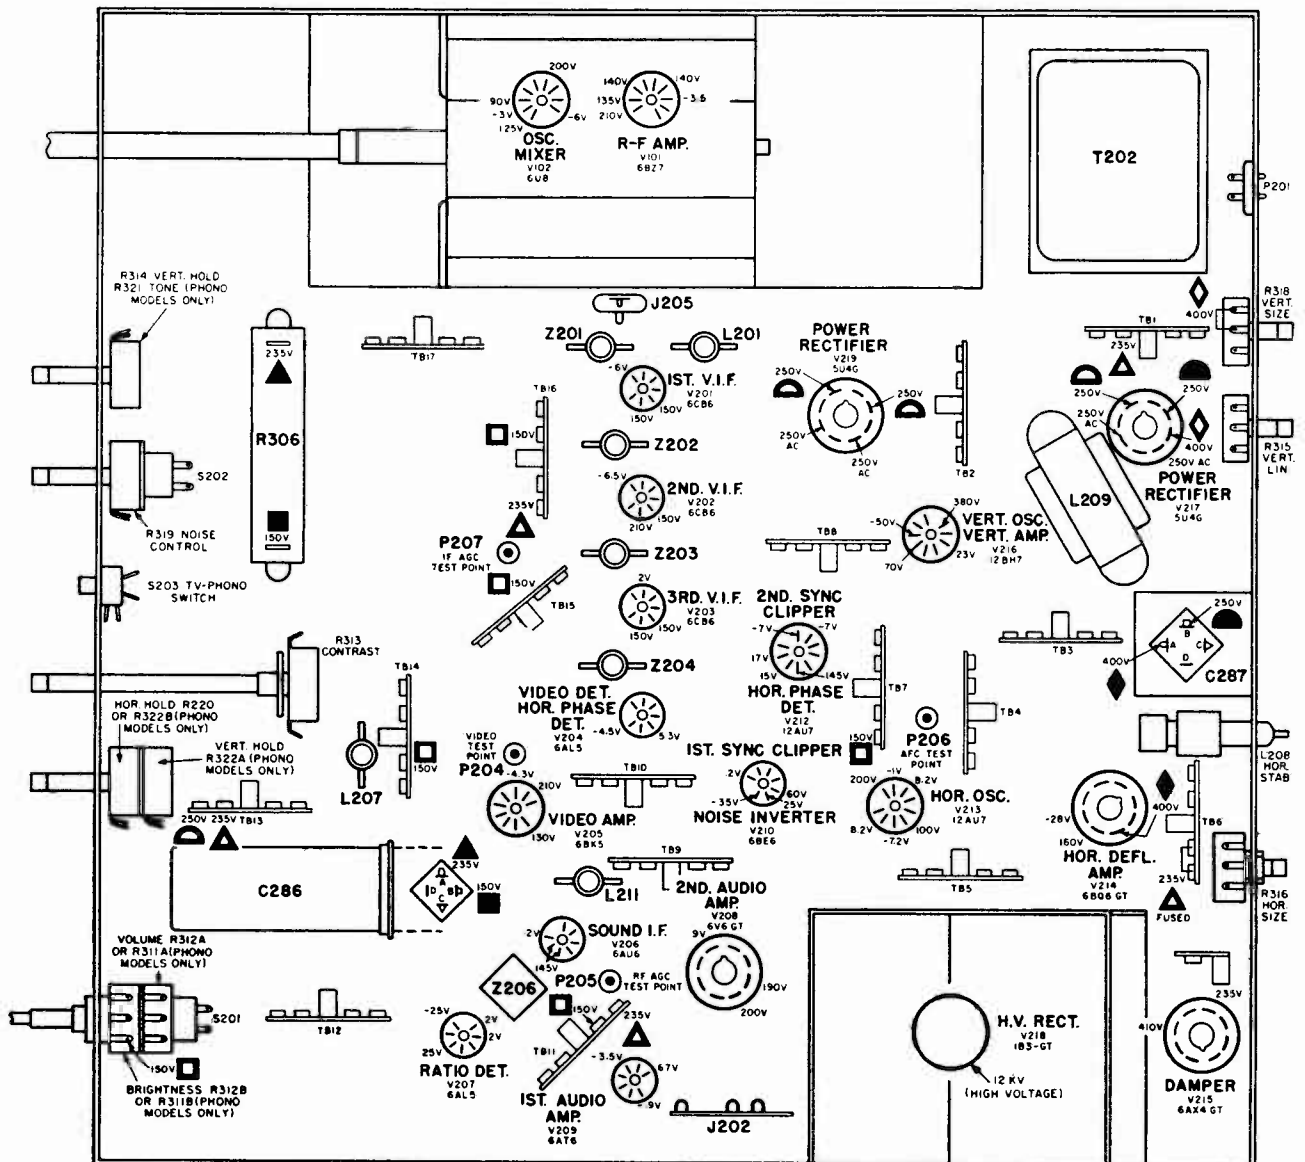 200V
90V
-3V
125V
-6V
OSC.
MIXER
V102
6U8
140V
140V
135V
-3.5
210V
R-F AMP.
V101
6BZ7
T202
P201
R314 VERT. HOLD
R321 TONE (PHONO
MODELS ONLY)
J205
Z201
L201
TB17
235V
R306
150V
-6V
1ST. V.I.F.
V201
6CB6
150V
150V
POWER
RECTIFIER
V219
5U4G
250V
250V
250V
AC
250V
AC
TB2
400V
R318
VERT.
SIZE
TB1
235V
250V
250V
250V
AC
400V
250V AC
POWER
RECTIFIER
V217
5U4G
R315
VERT.
LIN
L209
TB16
150V
235V
Z202
-6.5V
2ND. V.I.F.
V202
6CB6
150V
210V
S202
R319 NOISE
CONTROL
S203 TV-PHONO
SWITCH
P207
IF AGC
TEST POINT
150V
TB15
Z203
2V
3RD. V.I.F.
V203
6CB6
150V
150V
TB8
380V
-50V
VERT. OSC.
VERT. AMP.
V216
12BH7
70V
23V
2ND. SYNC
CLIPPER
-7V
-7V
17V
15V
145V
HOR. PHASE
DET.
V212
12AU7
TB7
150V
TB3
250V
B
A
C
D
400V
C287
R313
CONTRAST
TB14
150V
Z204
VIDEO DET.
HOR. PHASE
DET.
V204
6AL5
-4.5V
5.3V
TB4
P206
AFC TEST
POINT
L208
HOR.
STAB
HOR. HOLD R220
OR R322B (PHONO
MODELS ONLY)
VERT. HOLD
R322A (PHONO
MODELS ONLY)
L207
VIDEO
TEST
POINT
P204
-4.3V
210V
130V
VIDEO AMP.
V205
6BK5
TB10
1ST. SYNC CLIPPER
.2V
60V
25V
-35V
NOISE INVERTER
V210
6BE6
-1V
200V
8.2V
8.2V
100V
-7.2V
HOR. OSC.
V213
12AU7
400V
-28V
160V
HOR. DEFL.
AMP.
V214
6BQ6 GT
TB6
235V
FUSED
R316
HOR.
SIZE
TB13
250V
235V
C286
235V
A
D
B
C
150V
L211
TB9
2ND. AUDIO
AMP.
V208
6V6 GT
9V
190V
200V
TB5
VOLUME R312A
OR R311A (PHONO
MODELS ONLY)
S201
150V
BRIGHTNESS R312B
OR R311B (PHONO
MODELS ONLY)
TB12
.2V
SOUND I.F.
V206
6AU6
145V
Z206
P205
RF AGC
TEST POINT
150V
235V
TB11
-25V
2V
2V
25V
RATIO DET.
V207
6AL5
-3.5V
67V
-.9V
1ST. AUDIO
AMP.
V209
6AT6
J202
H.V. RECT.
V218
1B3-GT
12 KV
(HIGH VOLTAGE)
235V
410V
DAMPER
V215
6AX4 GT